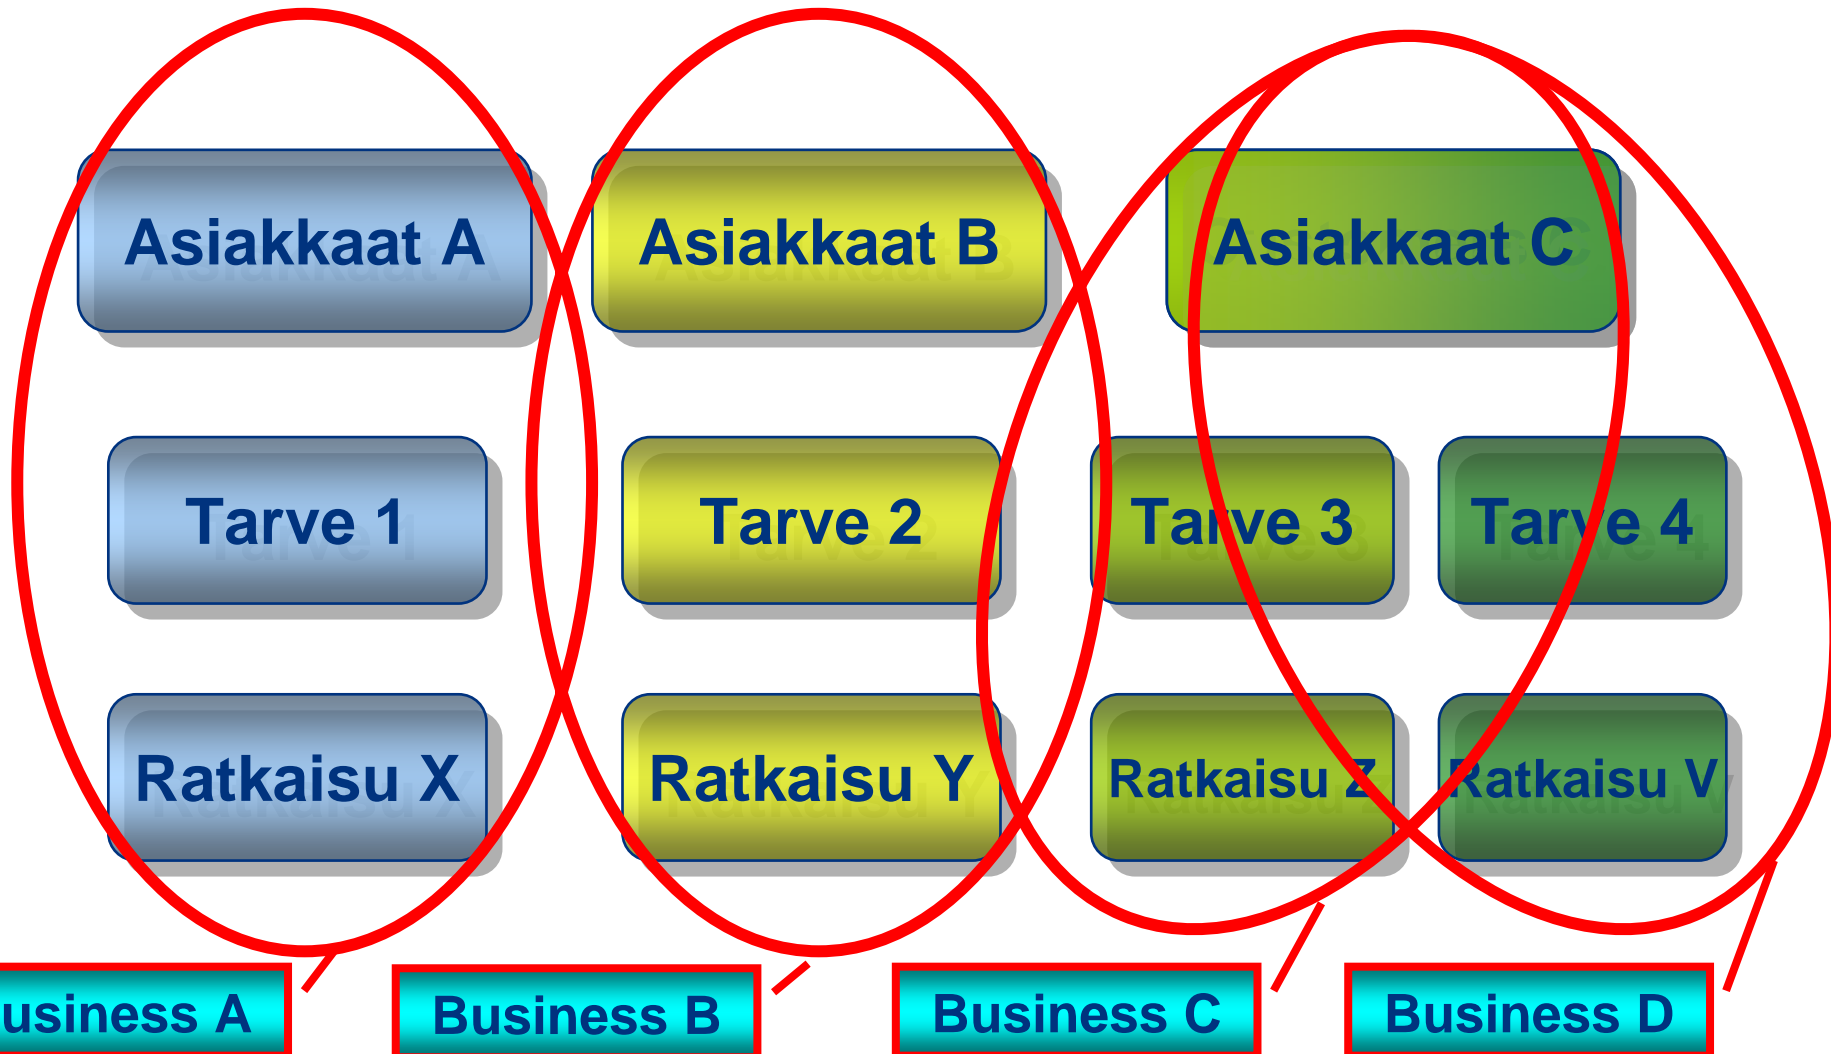 Asiakkaat A
Asiakkaat B
Asiakkaat C
Tarve 1
Tarve 2
Tarve 3
Tarve 4
Ratkaisu X
Ratkaisu Y
Ratkaisu Z
Ratkaisu V
usiness A
Business B
Business C
Business D